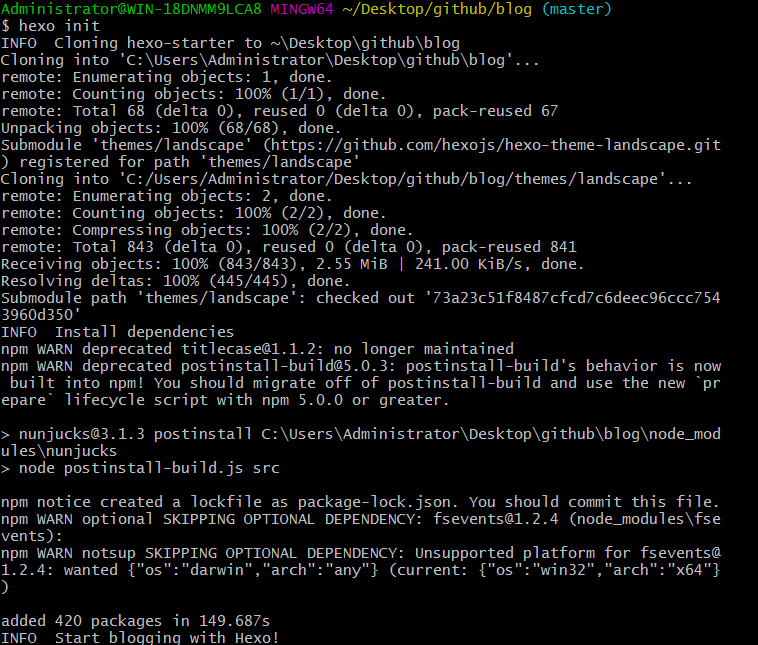 Administrator@WIN-18DNMM9LCA8 MINGW64 ~/Desktop/github/blog (master)
$ hexo init
INFO  Cloning hexo-starter to ~\Desktop\github\blog
Cloning into 'C:\Users\Administrator\Desktop\github\blog'...
remote: Enumerating objects: 1, done.
remote: Counting objects: 100% (1/1), done.
remote: Total 68 (delta 0), reused 0 (delta 0), pack-reused 67
Unpacking objects: 100% (68/68), done.
Submodule 'themes/landscape' (https://github.com/hexojs/hexo-theme-landscape.git
) registered for path 'themes/landscape'
Cloning into 'C:/Users/Administrator/Desktop/github/blog/themes/landscape'...
remote: Enumerating objects: 2, done.
remote: Counting objects: 100% (2/2), done.
remote: Compressing objects: 100% (2/2), done.
remote: Total 843 (delta 0), reused 0 (delta 0), pack-reused 841
Receiving objects: 100% (843/843), 2.55 MiB | 241.00 KiB/s, done.
Resolving deltas: 100% (445/445), done.
Submodule path 'themes/landscape': checked out '73a23c51f8487cfcd7c6deec96ccc754
3960d350'
INFO  Install dependencies
npm WARN deprecated titlecase@1.1.2: no longer maintained
npm WARN deprecated postinstall-build@5.0.3: postinstall-build's behavior is now
 built into npm! You should migrate off of postinstall-build and use the new `pr
epare` lifecycle script with npm 5.0.0 or greater.
> nunjucks@3.1.3 postinstall C:\Users\Administrator\Desktop\github\blog\node_mod
ules\nunjucks
> node postinstall-build.js src
npm notice created a lockfile as package-lock.json. You should commit this file.
npm WARN optional SKIPPING OPTIONAL DEPENDENCY: fsevents@1.2.4 (node_modules\fse
vents):
npm WARN notsup SKIPPING OPTIONAL DEPENDENCY: Unsupported platform for fsevents@
1.2.4: wanted {"os":"darwin","arch":"any"} (current: {"os":"win32","arch":"x64"}
)
added 420 packages in 149.687s
INFO  Start blogging with Hexo!